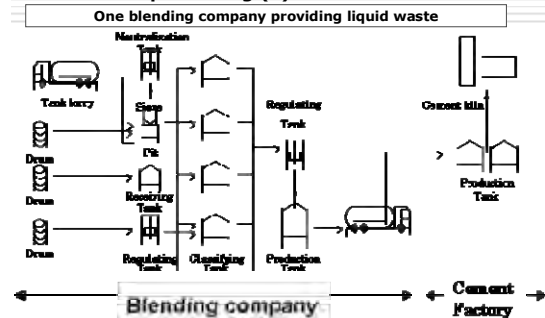 One blending company providing liquid waste
Neutralization
Tank
Tank lorry
Sieve
Pit
Drum
Drum
Receiving
Tank
Drum
Regulating
Tank
Classifying
Tank
Regulating
Tank
Production
Tank
Cement kiln
Production
Tank
Blending company
Cement
Factory